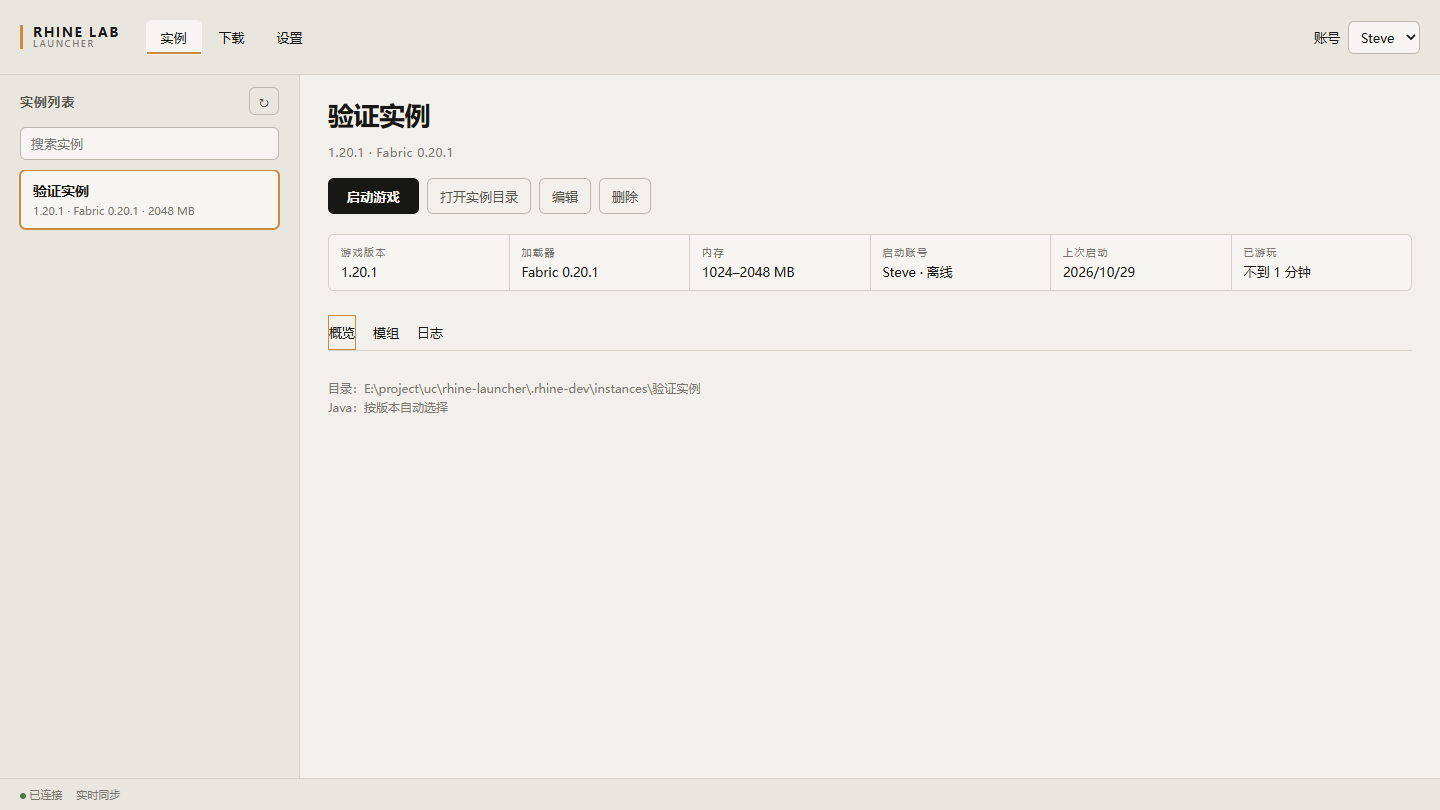 RHINE LAB
LAUNCHER
实例
下载
设置
账号
Steve
实例列表
↻
搜索实例
验证实例
1.20.1 · Fabric 0.20.1 · 2048 MB
验证实例
1.20.1 · Fabric 0.20.1
启动游戏
打开实例目录
编辑
删除
游戏版本
1.20.1
加载器
Fabric 0.20.1
内存
1024–2048 MB
启动账号
Steve · 离线
上次启动
2026/10/29
已游玩
不到 1 分钟
概览
模组
日志
目录：E:\project\uc\rhine-launcher\.rhine-dev\instances\验证实例
Java：按版本自动选择
已连接
实时同步